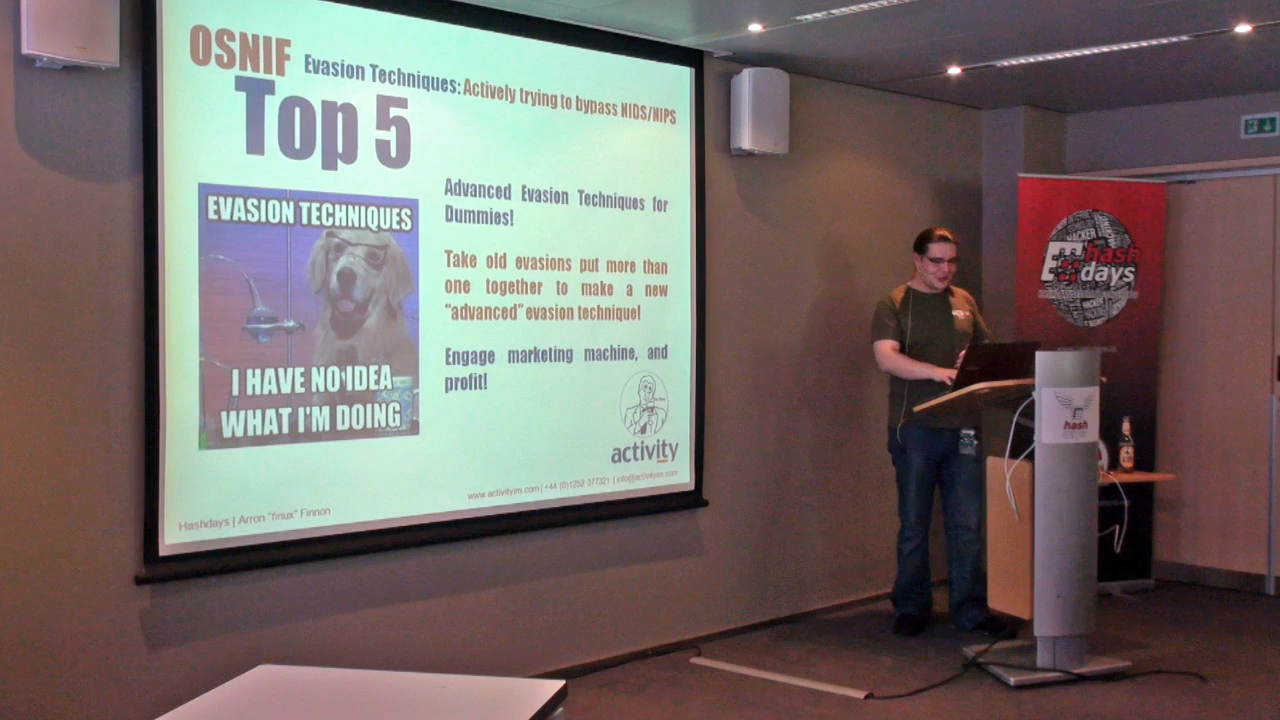 OSNIF Evasion Techniques: Actively trying to bypass NIDS/NIPS
Top 5
EVASION TECHNIQUES
I HAVE NO IDEA
WHAT I'M DOING
Advanced Evasion Techniques for
Dummies!
Take old evasions put more than
one together to make a new
"advanced" evasion technique!
Engage marketing machine, and
profit!
activity
www.activityim.com | +44 (0)1252 377321 | info@activityim.com
Hashdays | Arron "finux" Finnon
HACKER
hash
days
hash